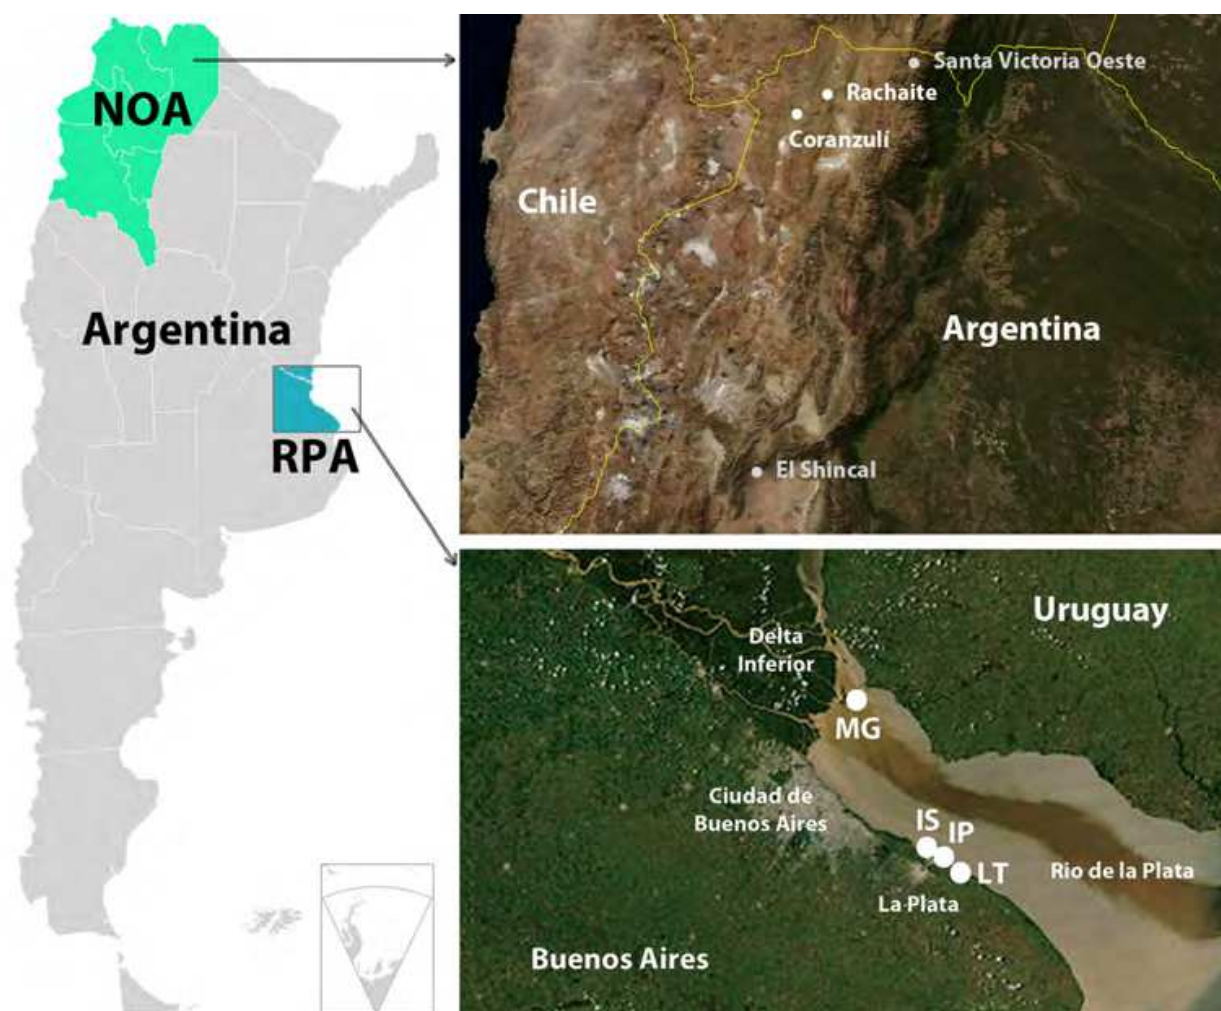 NOA
Argentina
RPA
Santa Victoria Oeste
Rachaite
Coranzulí
Chile
Argentina
El Shincal
Uruguay
Delta
Inferior
MG
Ciudad de
Buenos Aires
IS
IP
LT
Rio de la Plata
La Plata
Buenos Aires